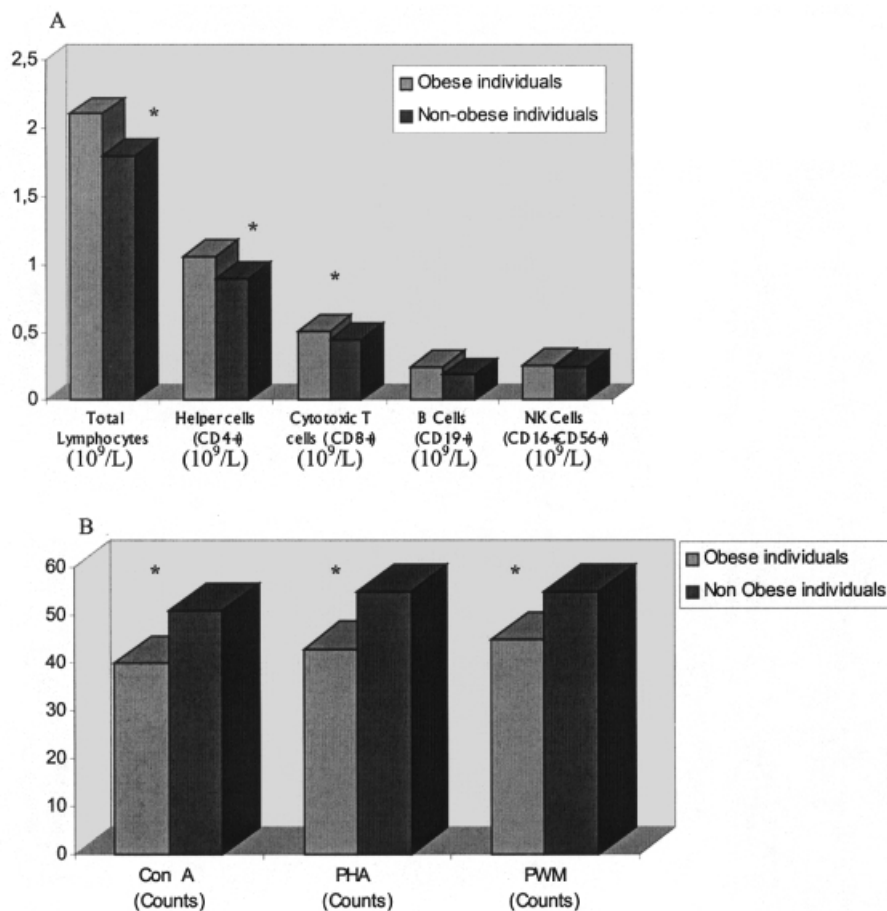 A
2,5
2
1,5
1
0,5
0
Obese individuals
Non-obese individuals
*
*
*
Total Helper cells Cytotoxic T B Cells NK Cells
Lymphocytes (CD4+) cells (CD8+) (CD19+) (CD16+CD56+)
(10⁹/L) (10⁹/L) (10⁹/L) (10⁹/L) (10⁹/L)
B
60
50
40
30
20
10
0
* * *
Obese individuals
Non Obese individuals
Con A PHA PWM
(Counts) (Counts) (Counts)